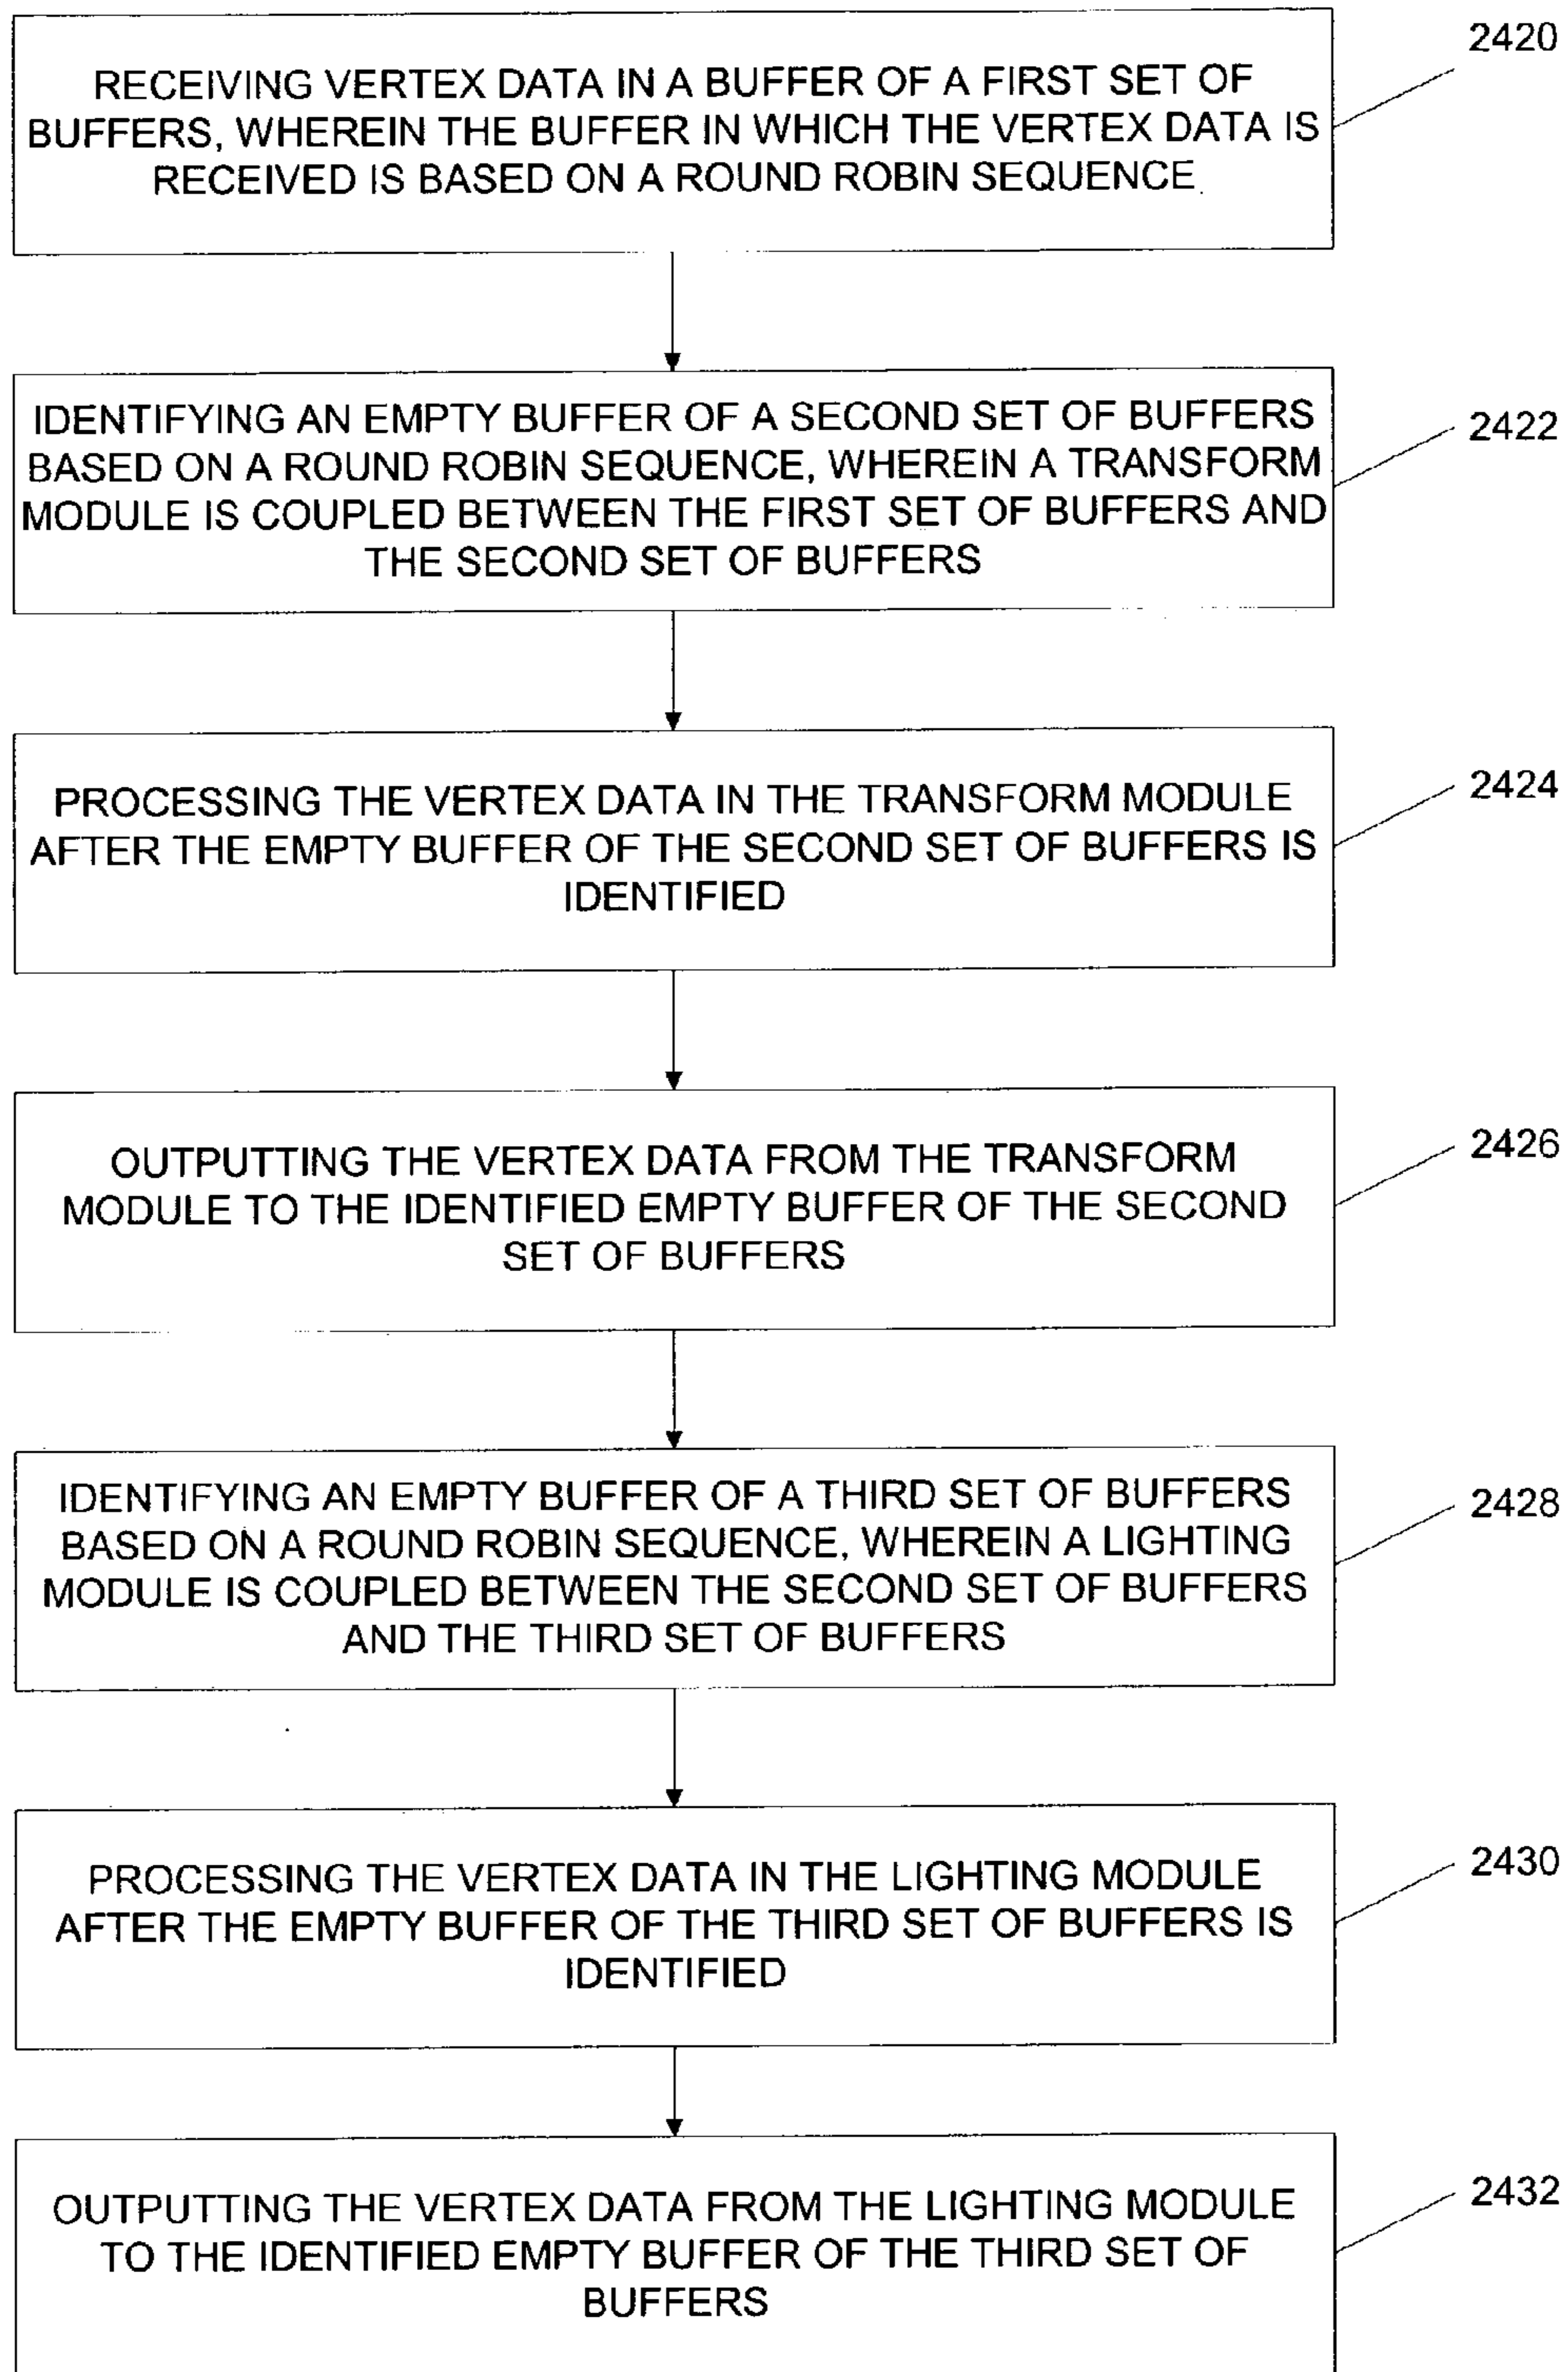 2420
RECEIVING VERTEX DATA IN A BUFFER OF A FIRST SET OF
BUFFERS, WHEREIN THE BUFFER IN WHICH THE VERTEX DATA IS
RECEIVED IS BASED ON A ROUND ROBIN SEQUENCE
2422
IDENTIFYING AN EMPTY BUFFER OF A SECOND SET OF BUFFERS
BASED ON A ROUND ROBIN SEQUENCE, WHEREIN A TRANSFORM
MODULE IS COUPLED BETWEEN THE FIRST SET OF BUFFERS AND
THE SECOND SET OF BUFFERS
2424
PROCESSING THE VERTEX DATA IN THE TRANSFORM MODULE
AFTER THE EMPTY BUFFER OF THE SECOND SET OF BUFFERS IS
IDENTIFIED
2426
OUTPUTTING THE VERTEX DATA FROM THE TRANSFORM
MODULE TO THE IDENTIFIED EMPTY BUFFER OF THE SECOND
SET OF BUFFERS
2428
IDENTIFYING AN EMPTY BUFFER OF A THIRD SET OF BUFFERS
BASED ON A ROUND ROBIN SEQUENCE, WHEREIN A LIGHTING
MODULE IS COUPLED BETWEEN THE SECOND SET OF BUFFERS
AND THE THIRD SET OF BUFFERS
2430
PROCESSING THE VERTEX DATA IN THE LIGHTING MODULE
AFTER THE EMPTY BUFFER OF THE THIRD SET OF BUFFERS IS
IDENTIFIED
2432
OUTPUTTING THE VERTEX DATA FROM THE LIGHTING MODULE
TO THE IDENTIFIED EMPTY BUFFER OF THE THIRD SET OF
BUFFERS